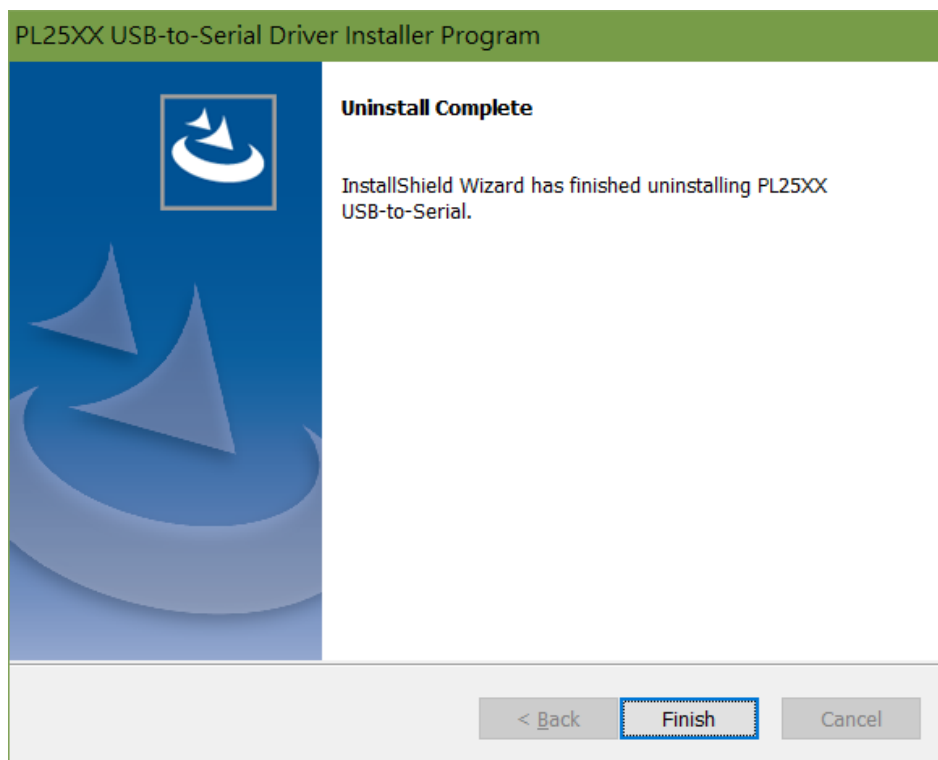 PL25XX USB-to-Serial Driver Installer Program
Uninstall Complete
InstallShield Wizard has finished uninstalling PL25XX
USB-to-Serial.
< Back Finish Cancel